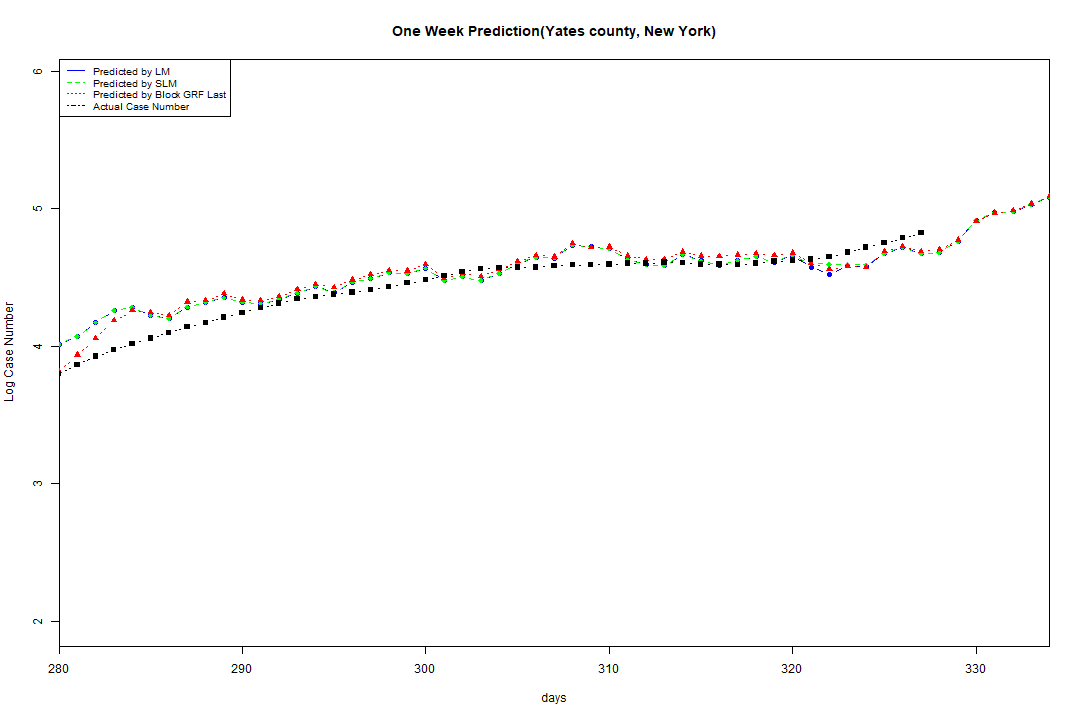 One Week Prediction(Yates county, New York)
Predicted by LM
Predicted by SLM
Predicted by Block GRF Last
Actual Case Number
6
5
4
3
2
Log Case Number
280 290 300 310 320 330
days